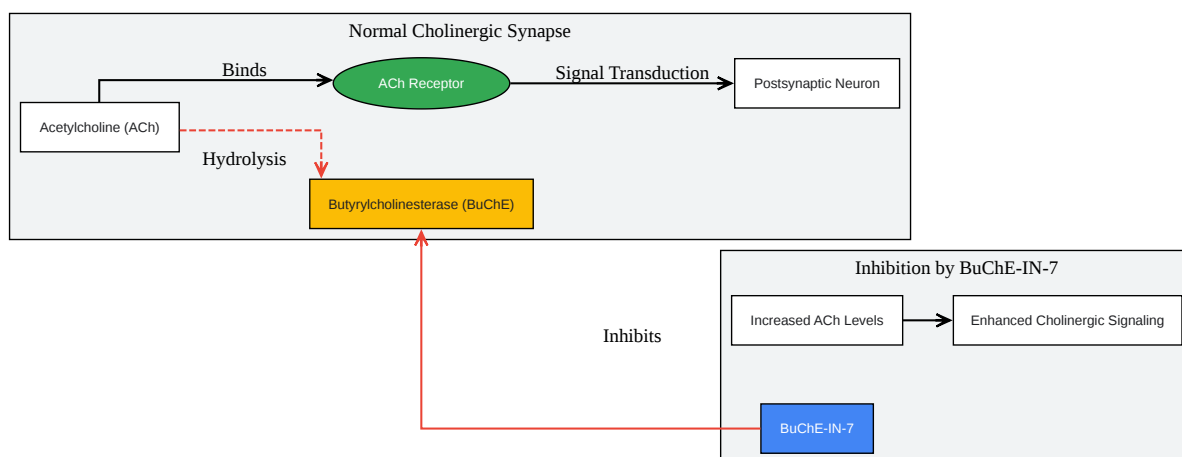 Normal Cholinergic Synapse
Binds
ACh Receptor
Signal Transduction
Postsynaptic Neuron
Acetylcholine (ACh)
Hydrolysis
Butyrylcholinesterase (BuChE)
Inhibition by BuChE-IN-7
Increased ACh Levels
Enhanced Cholinergic Signaling
Inhibits
BuChE-IN-7